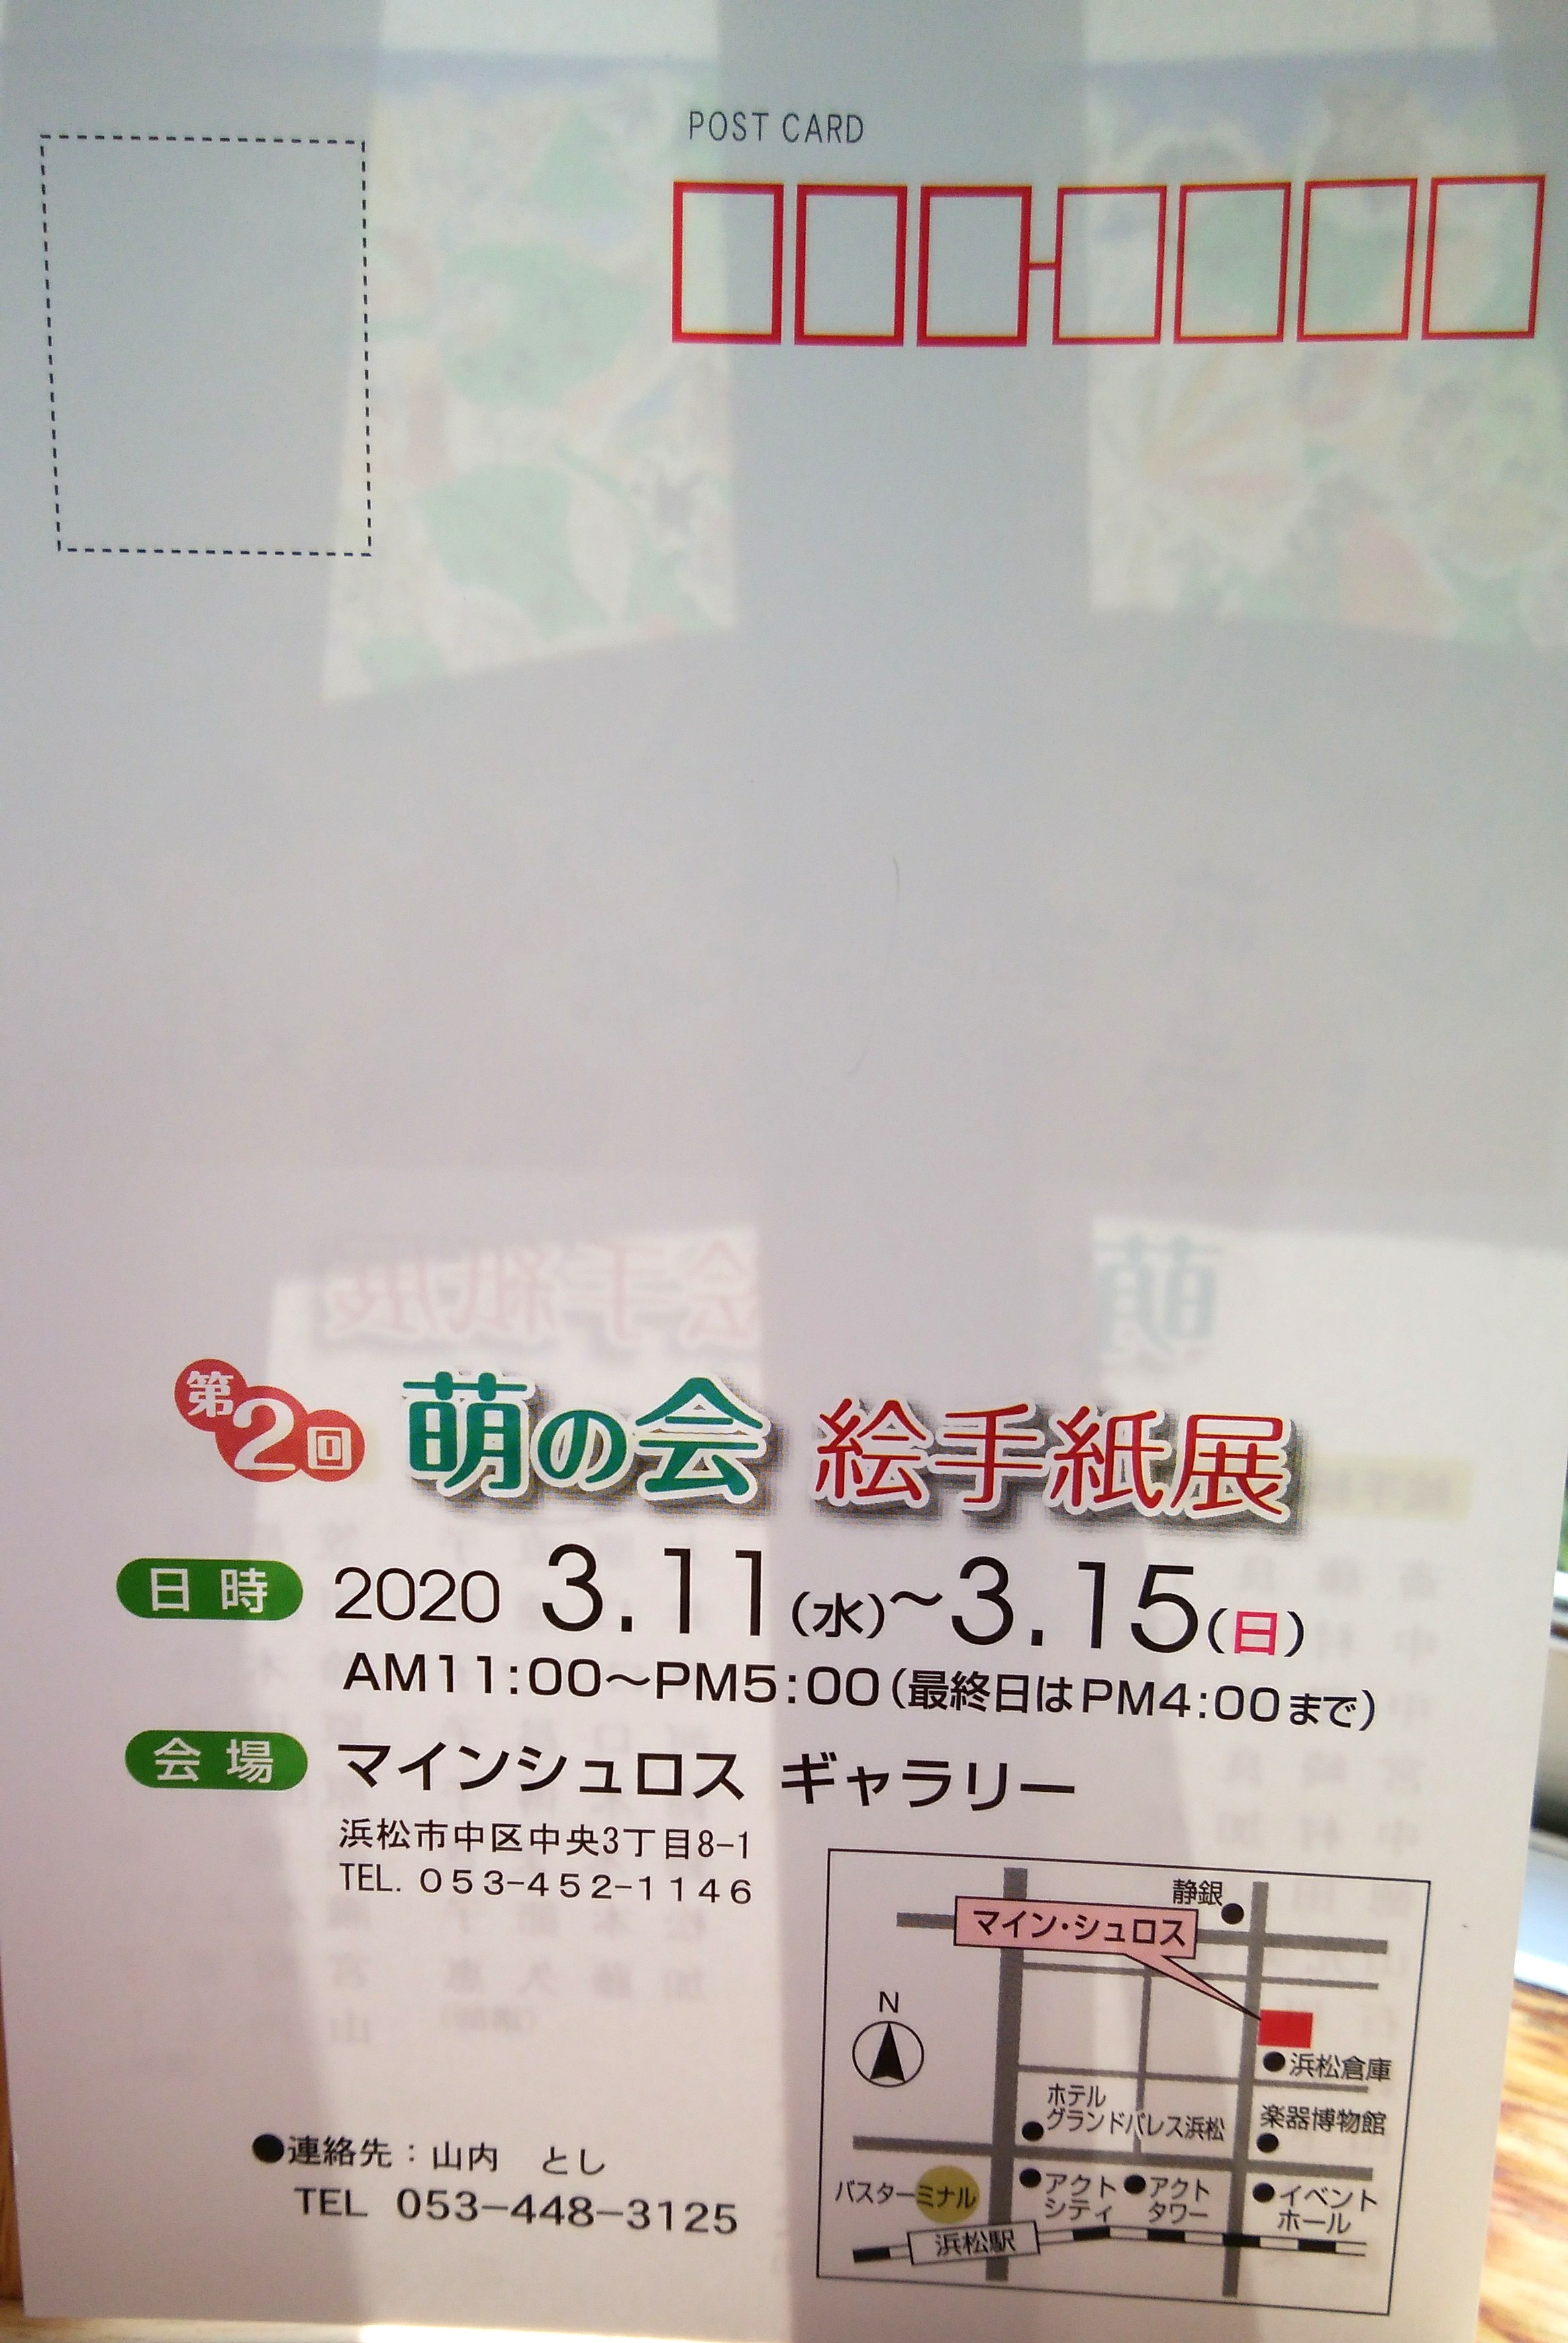 POST CARD
第2回 萌の会 絵手紙展
日時 2020 3.11(水)~3.15(日)
AM11:00～PM5:00(最終日はPM4:00まで)
会場 マインシュロス ギャラリー
浜松市中区中央3丁目8-1
TEL. 053-452-1146
静銀
マイン・シュロス
N
浜松倉庫
ホテル
グランドパレス浜松
楽器博物館
バスターミナル
アクト
シティ
アクト
タワー
イベント
ホール
浜松駅
●連絡先：山内 とし
TEL 053-448-3125